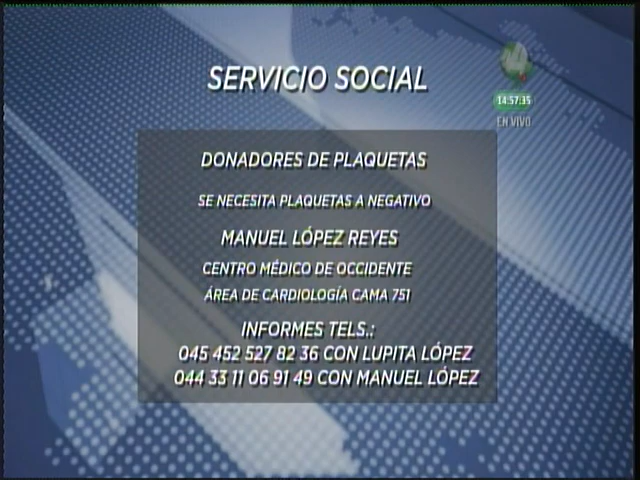 SERVICIO SOCIAL
4
14:57:35
EN VIVO
DONADORES DE PLAQUETAS
SE NECESITA PLAQUETAS A NEGATIVO
MANUEL LÓPEZ REYES
CENTRO MÉDICO DE OCCIDENTE
ÁREA DE CARDIOLOGÍA CAMA 751
INFORMES TELS.:
045 452 527 82 36 CON LUPITA LÓPEZ
044 33 11 06 91 49 CON MANUEL LÓPEZ